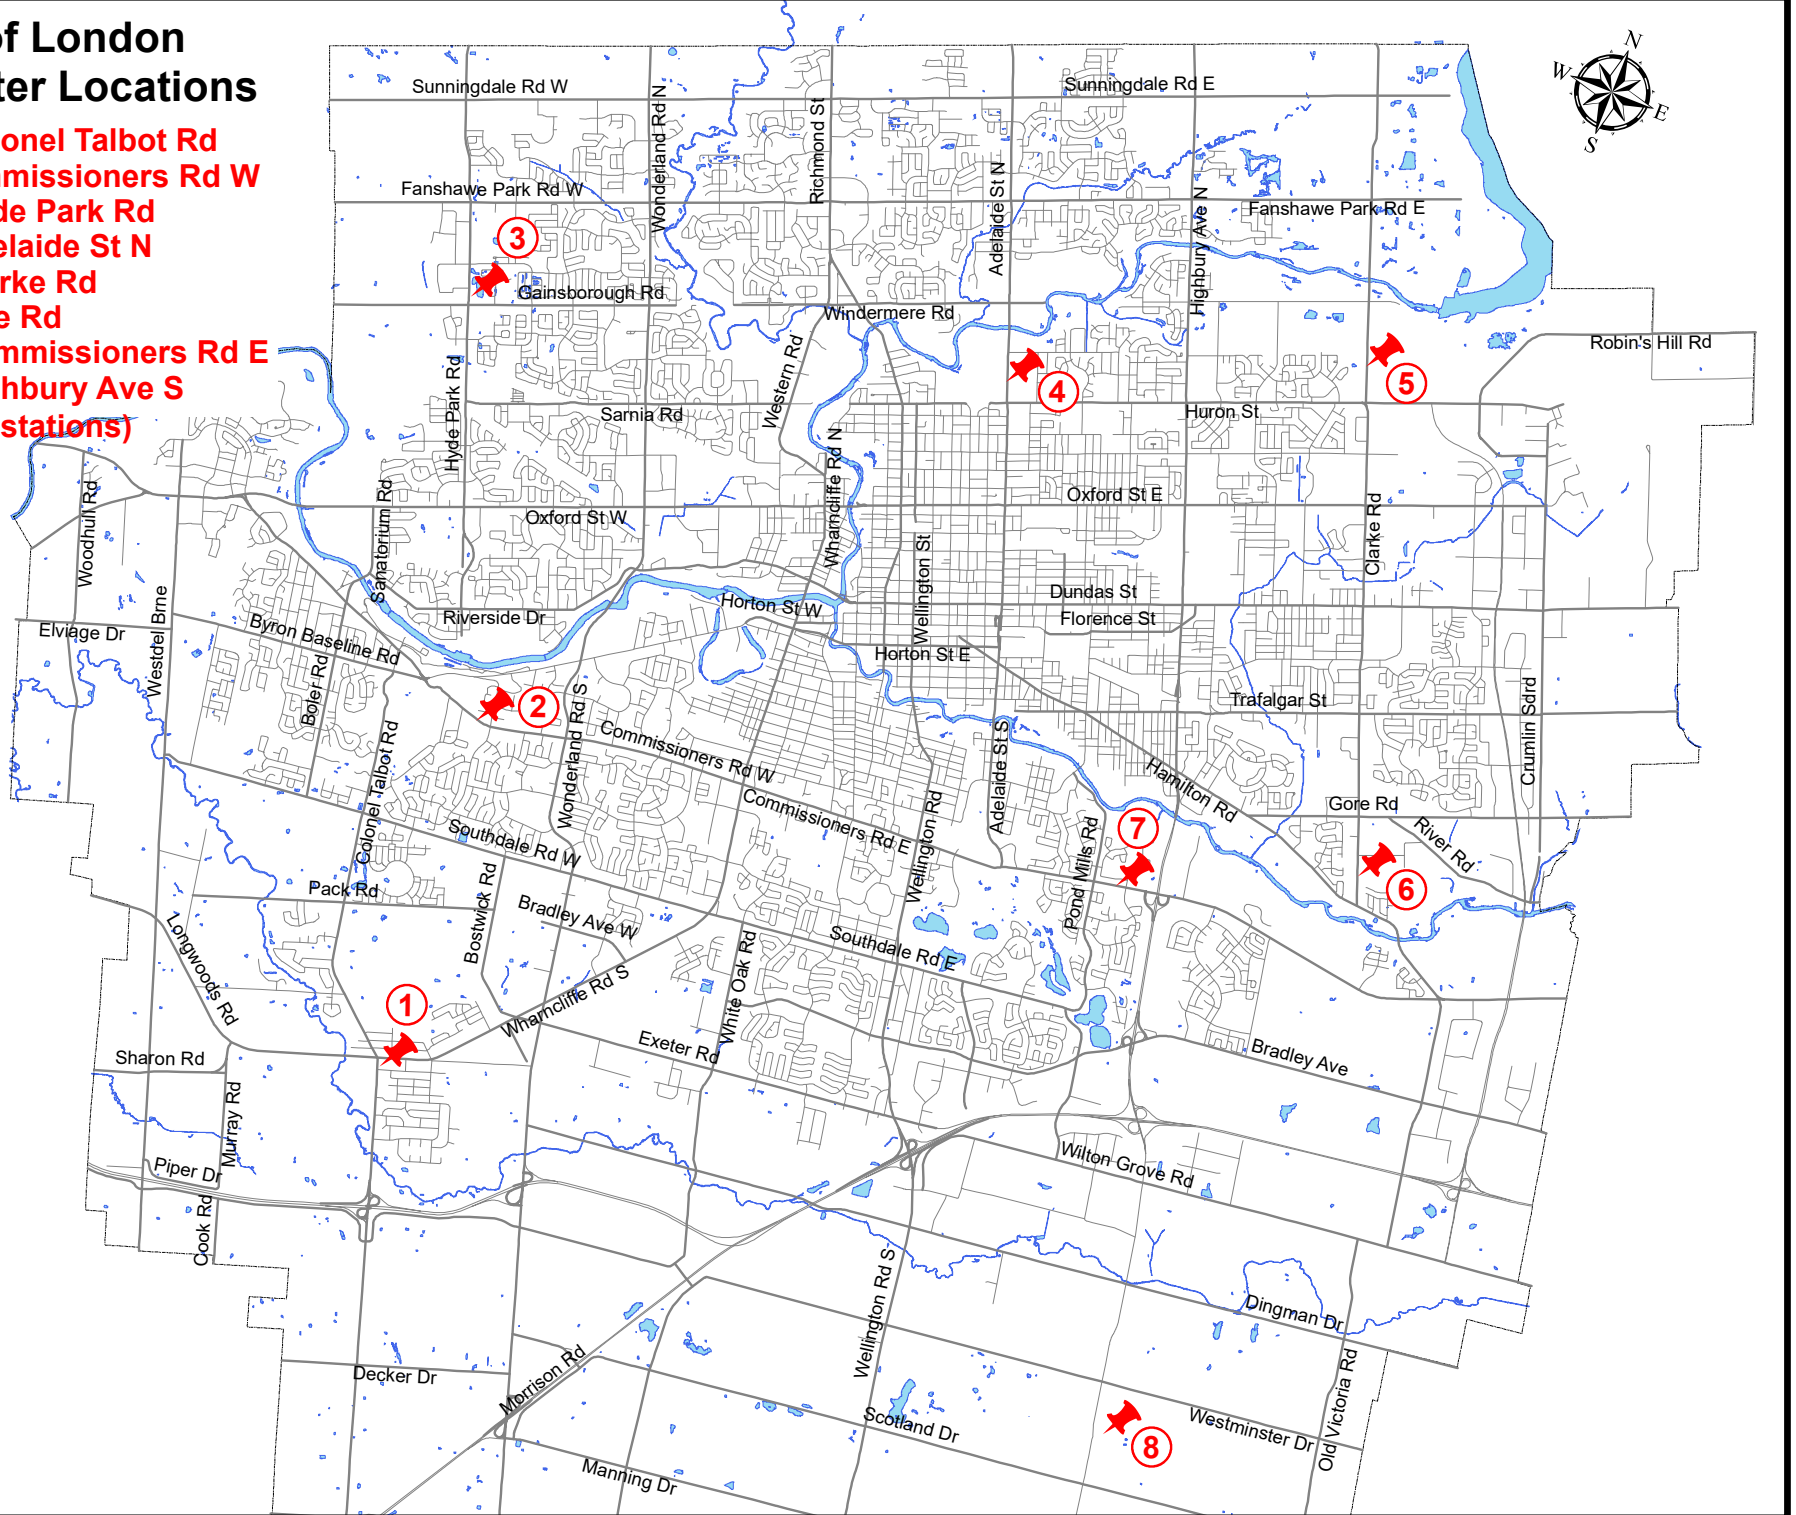 of London
ter Locations
onel Talbot Rd
missioners Rd W
de Park Rd
elaide St N
rke Rd
e Rd
mmissioners Rd E
hbury Ave S
stations)
N
W
E
S
Sunningdale Rd W
Sunningdale Rd E
Wonderland Rd N
Richmond St
Adelaide St N
Fanshawe Park Rd W
Highbury Ave N
Fanshawe Park Rd E
3
Gainsborough Rd
Windermere Rd
Robin's Hill Rd
Western Rd
Hyde Park Rd
4
5
Sarnia Rd
Huron St
Wharncliffe Rd N
Woodhull Rd
Sanatorium Rd
Oxford St W
Oxford St E
Clarke Rd
Wellington St
Westdel Brne
Dundas St
Riverside Dr
Horton St W
Florence St
Elviage Dr
Byron Baseline Rd
Horton St E
Boler Rd
2
Wonderland Rd S
Trafalgar St
Crumlin Sdrd
Colonel Talbot Rd
Commissioners Rd W
Adelaide St S
Hamilton Rd
Commissioners Rd E
Wellington Rd
Gore Rd
7
River Rd
Southdale Rd W
Pond Mills Rd
6
Pack Rd
Bostwick Rd
Bradley Ave W
Longwoods Rd
Southdale Rd E
White Oak Rd
1
Wharncliffe Rd S
Exeter Rd
Sharon Rd
Bradley Ave
Murray Rd
Piper Dr
Wilton Grove Rd
Cook Rd
Wellington Rd S
Dingman Dr
Decker Dr
Morrison Rd
Old Victoria Rd
Scotland Dr
Westminster Dr
8
Manning Dr